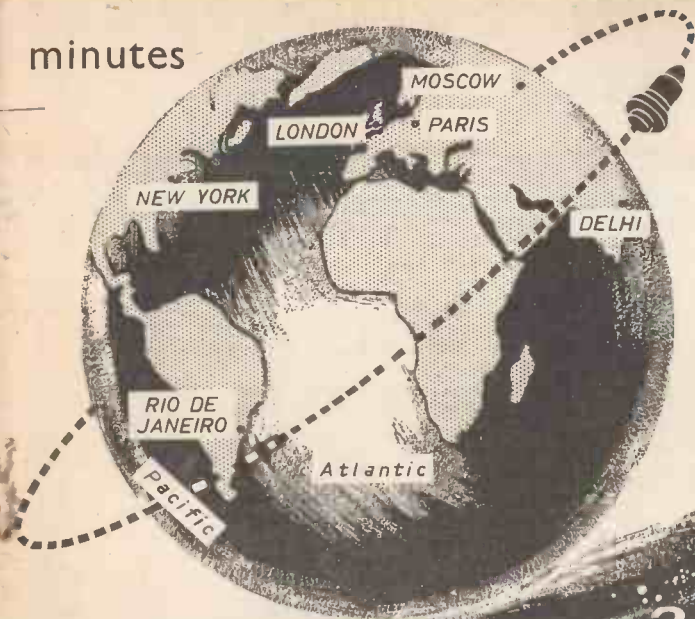 minutes
MOSCOW
LONDON
PARIS
NEW YORK
DELHI
RIO DE
JANEIRO
Atlantic
Pacific